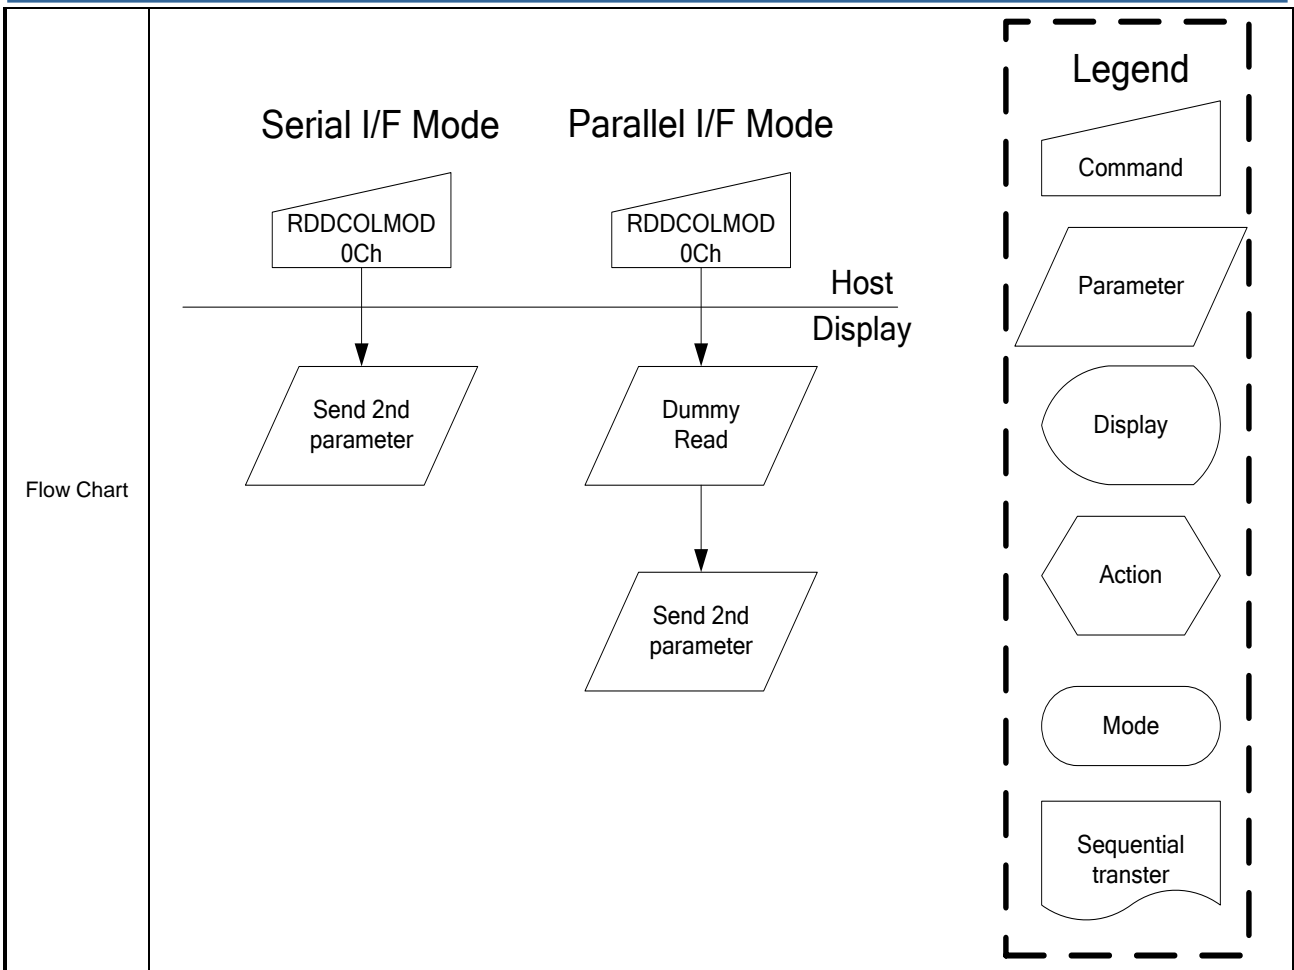 Flow Chart
Serial I/F Mode
Parallel I/F Mode
RDDCOLMOD
0Ch
RDDCOLMOD
0Ch
Host
Display
Send 2nd
parameter
Dummy
Read
Send 2nd
parameter
Legend
Command
Parameter
Display
Action
Mode
Sequential
transter